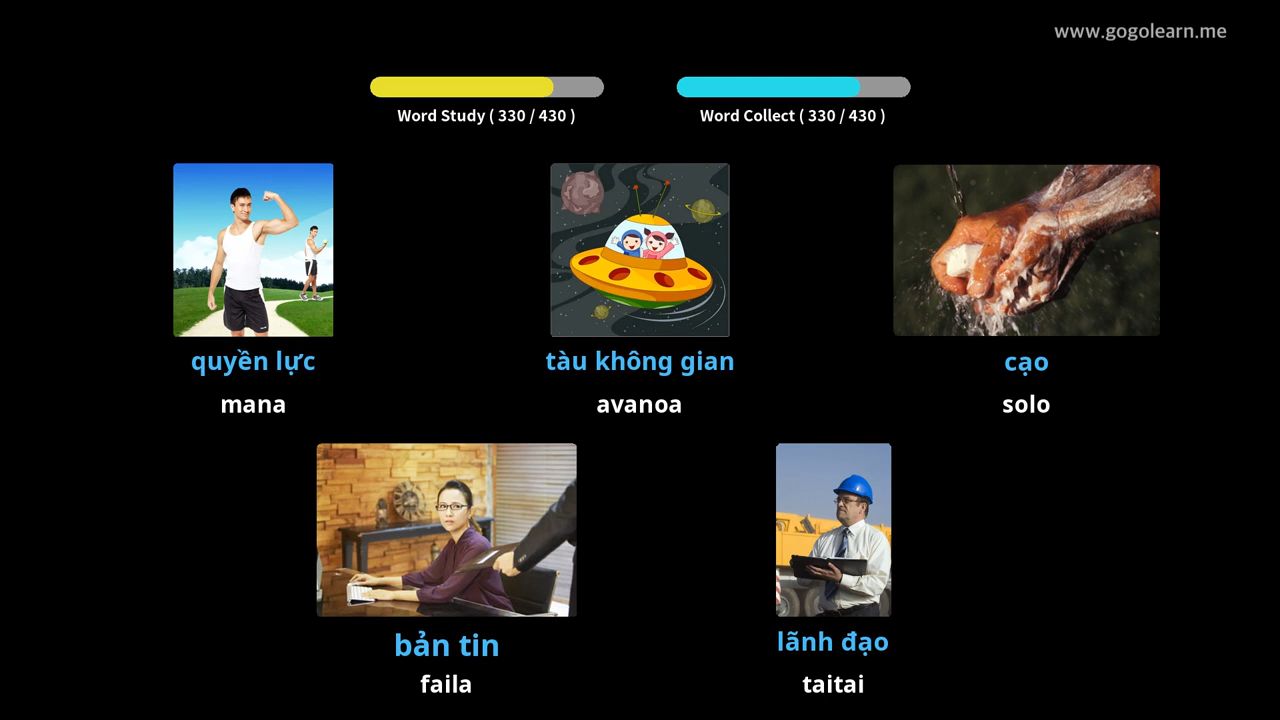 www.gogolearn.me
Word Study ( 330 / 430 )
Word Collect ( 330 / 430 )
quyền lực
mana
tàu không gian
avanoa
cạo
solo
bản tin
faila
lãnh đạo
taitai